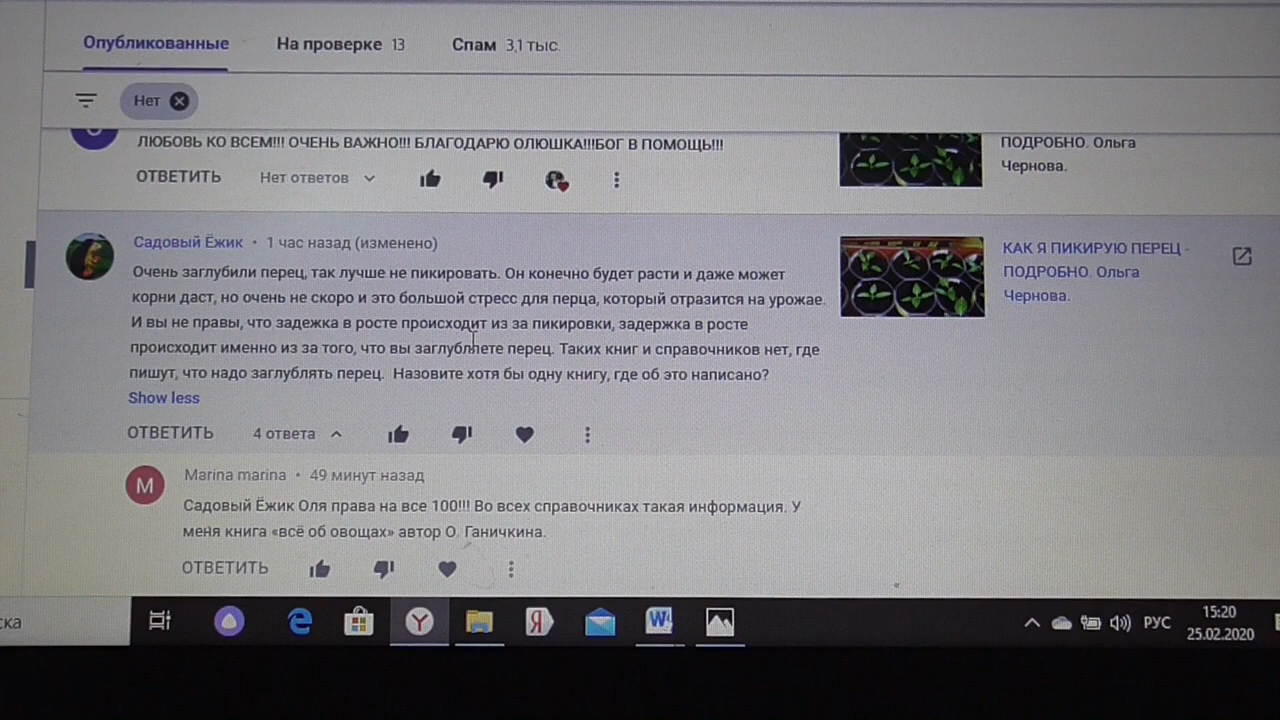 Опубликованные На проверке 13 Спам 3,1 тыс.
Нет
ЛЮБОВЬ КО ВСЕМ!!! ОЧЕНЬ ВАЖНО!!! БЛАГОДАРЮ ОЛЮШКА!!!БОГ В ПОМОЩЬ!!!
ОТВЕТИТЬ Нет ответов
ПОДРОБНО. Ольга
Чернова.
Садовый Ёжик • 1 час назад (изменено)
Очень заглубили перец, так лучше не пикировать. Он конечно будет расти и даже может
корни даст, но очень не скоро и это большой стресс для перца, который отразится на урожае.
И вы не правы, что задежка в росте происходит из за пикировки, задержка в росте
происходит именно из за того, что вы заглубляете перец. Таких книг и справочников нет, где
пишут, что надо заглублять перец. Назовите хотя бы одну книгу, где об это написано?
Show less
ОТВЕТИТЬ 4 ответа
КАК Я ПИКИРУЮ ПЕРЕЦ -
ПОДРОБНО. Ольга
Чернова.
M
Marina marina • 49 минут назад
Садовый Ёжик Оля права на все 100!!! Во всех справочниках такая информация. У
меня книга «всё об овощах» автор О. Ганичкина.
ОТВЕТИТЬ
ска
Я
W
РУС
15:20
25.02.2020